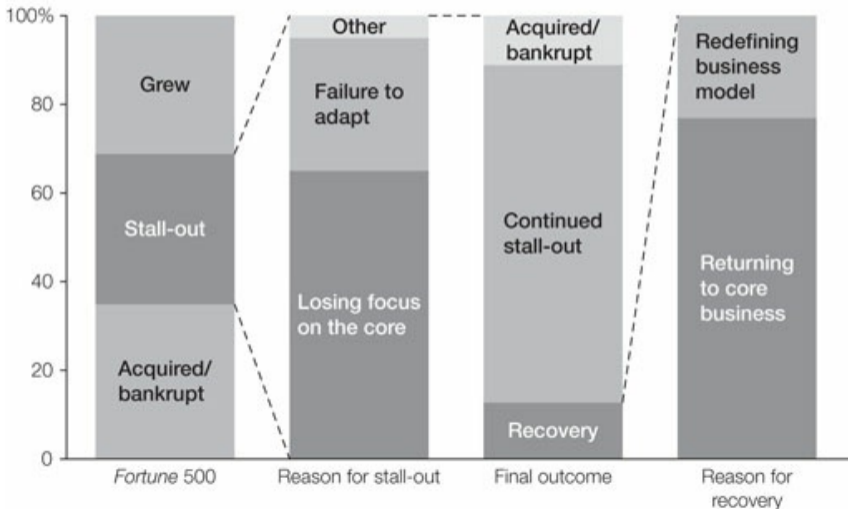 100%
80
60
40
20
0
Grew
Stall-out
Acquired/
bankrupt
Fortune 500
Other
Failure to
adapt
Losing focus
on the core
Reason for stall-out
Acquired/
bankrupt
Continued
stall-out
Recovery
Final outcome
Redefining
business
model
Returning
to core
business
Reason for
recovery